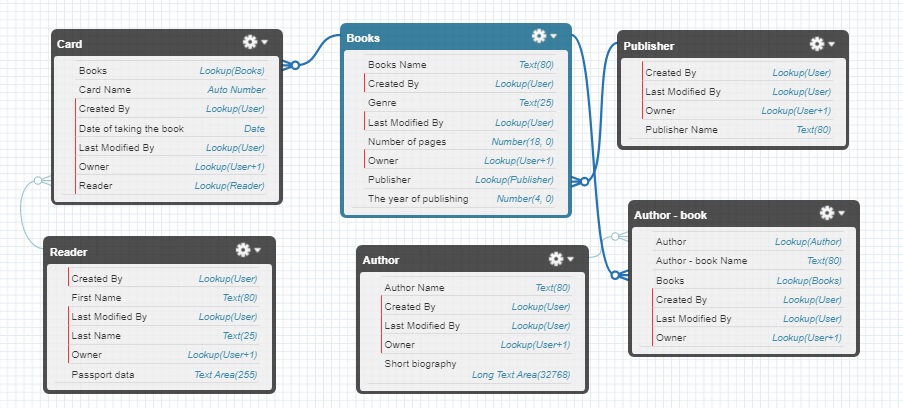 Card
Books Lookup(Books)
Card Name Auto Number
Created By Lookup(User)
Date of taking the book Date
Last Modified By Lookup(User)
Owner Lookup(User+1)
Reader Lookup(Reader)
Books
Books Name Text(80)
Created By Lookup(User)
Genre Text(25)
Last Modified By Lookup(User)
Number of pages Number(18, 0)
Owner Lookup(User+1)
Publisher Lookup(Publisher)
The year of publishing Number(4, 0)
Publisher
Created By Lookup(User)
Last Modified By Lookup(User)
Owner Lookup(User+1)
Publisher Name Text(80)
Reader
Created By Lookup(User)
First Name Text(80)
Last Modified By Lookup(User)
Last Name Text(25)
Owner Lookup(User+1)
Passport data Text Area(255)
Author
Author Name Text(80)
Created By Lookup(User)
Last Modified By Lookup(User)
Owner Lookup(User+1)
Short biography
Long Text Area(32768)
Author - book
Author Lookup(Author)
Author - book Name Text(80)
Books Lookup(Books)
Created By Lookup(User)
Last Modified By Lookup(User)
Owner Lookup(User+1)